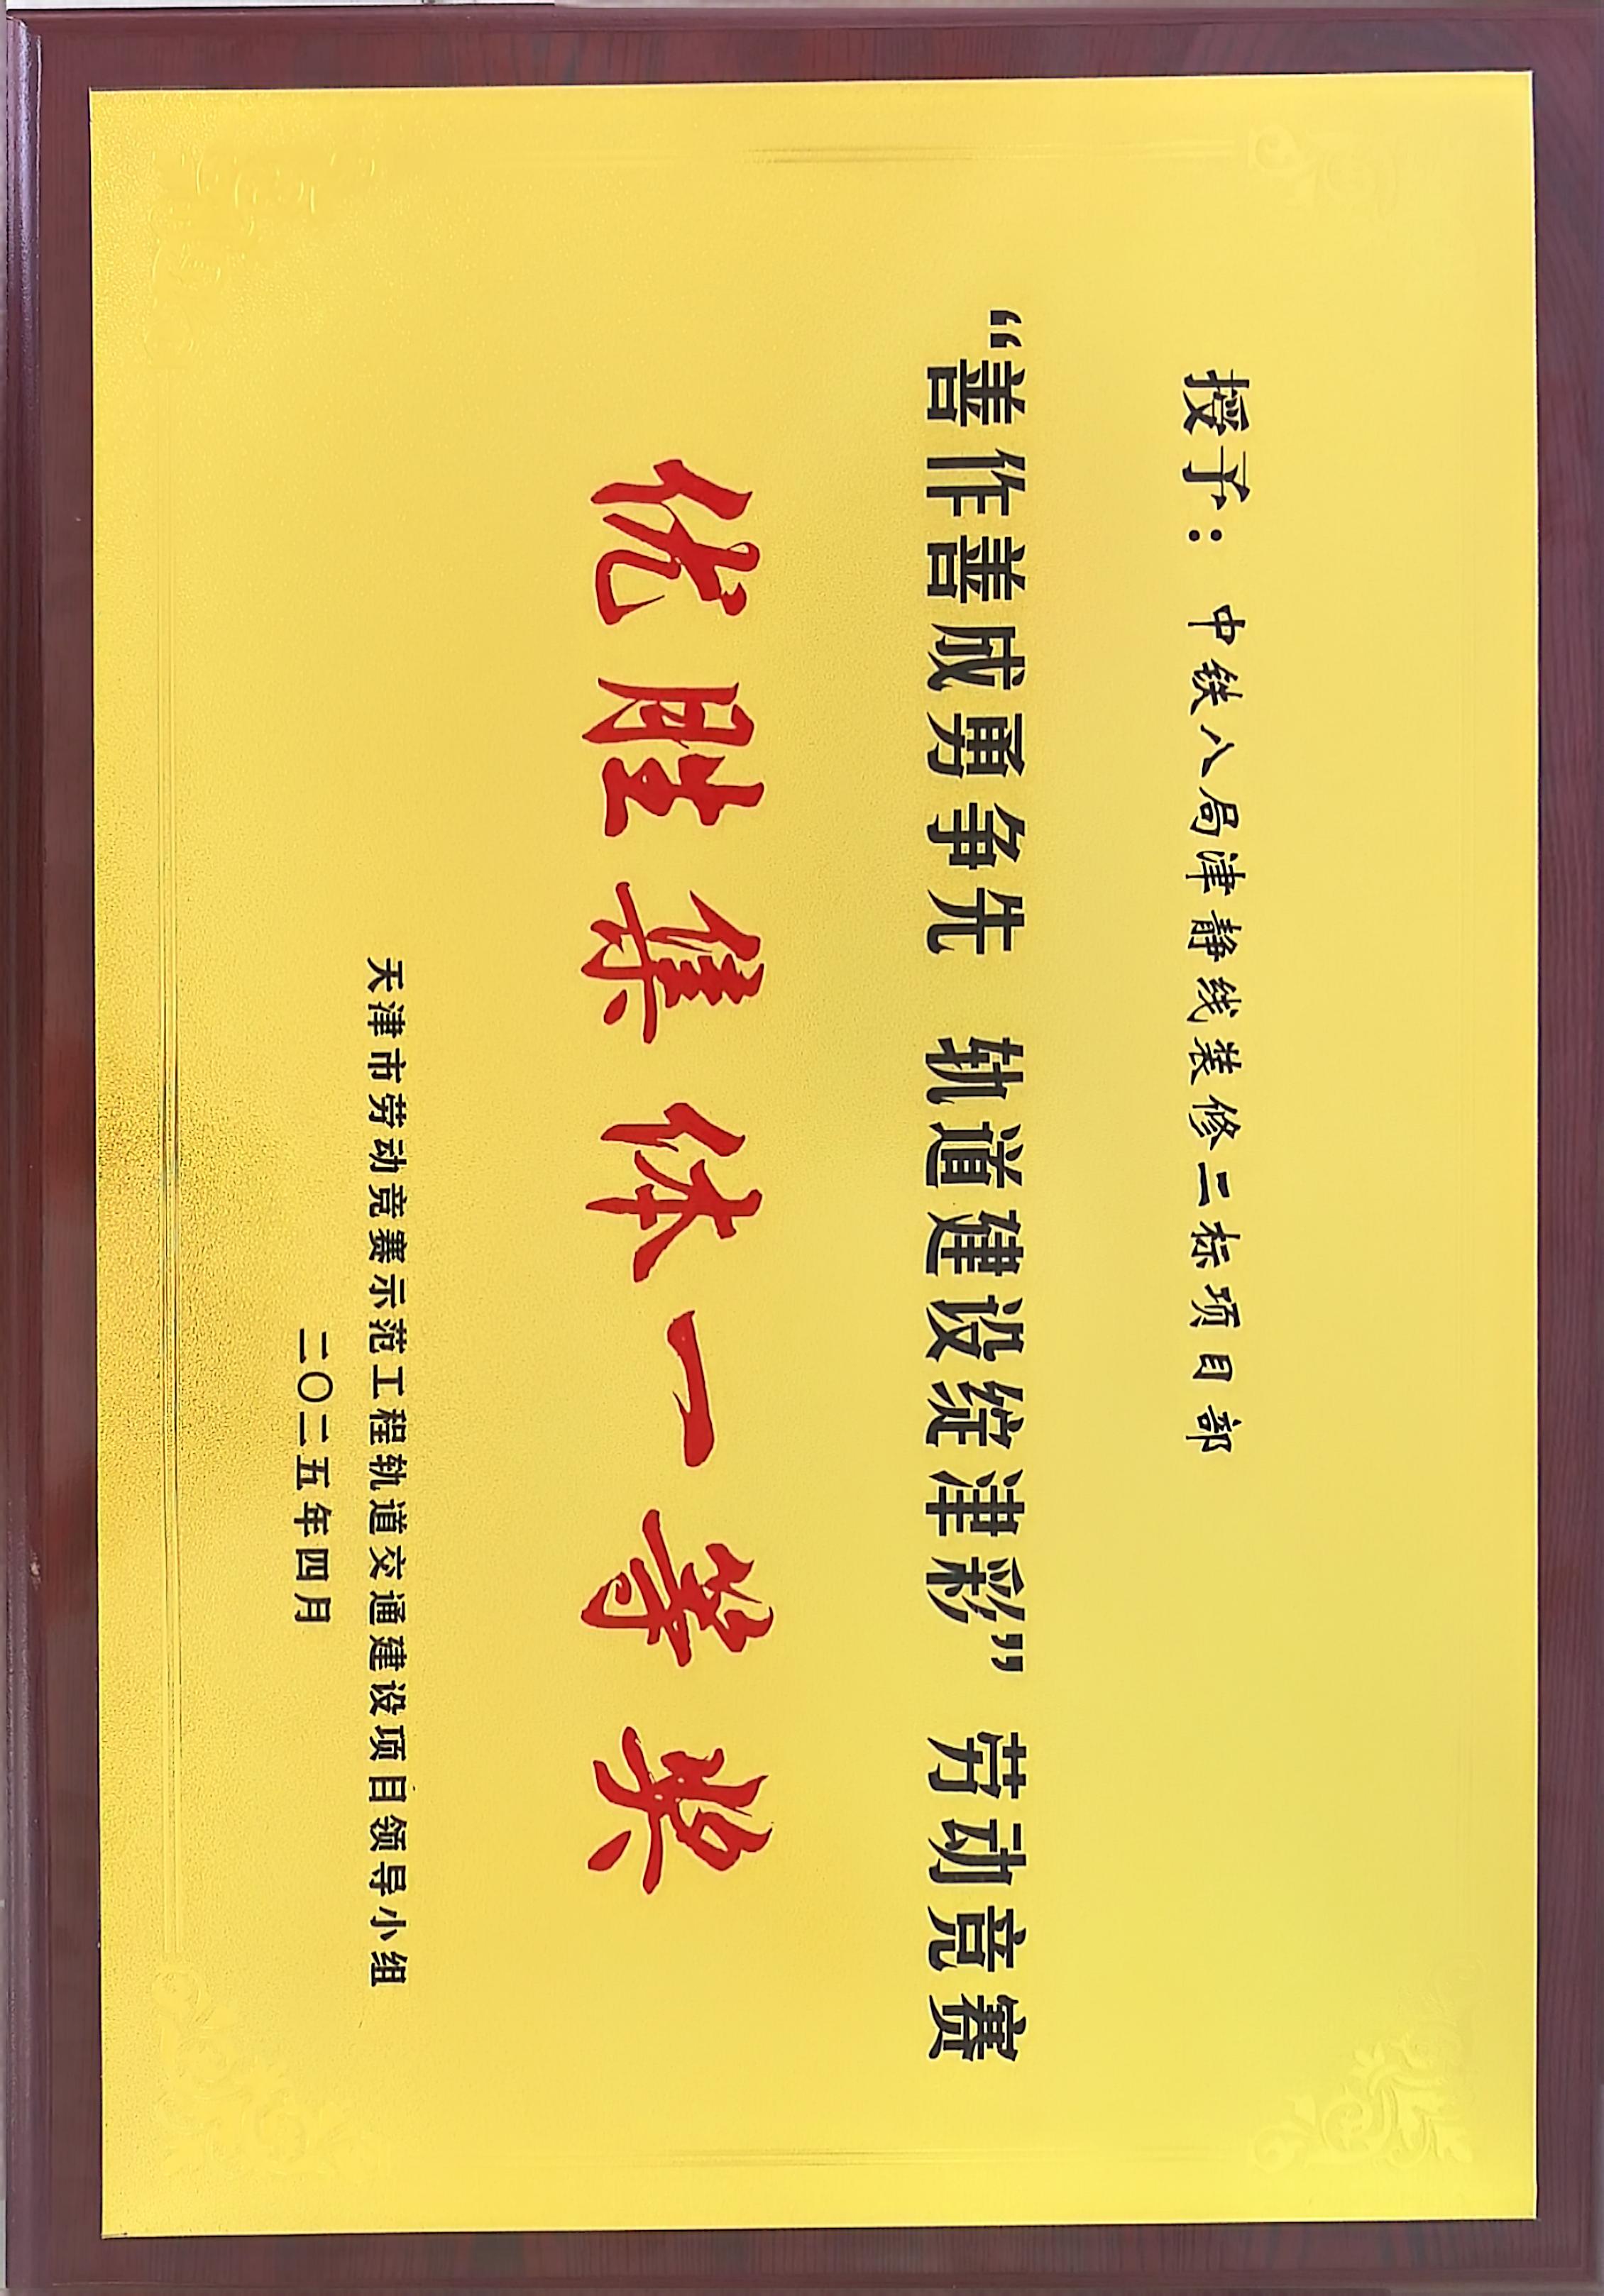 授予：中铁八局津静线装修二标项目部
“善作善成勇争先 轨道建设绽津彩” 劳动竞赛
优胜集体一等奖
天津市劳动竞赛示范工程轨道交通建设项目领导小组
二〇二五年四月